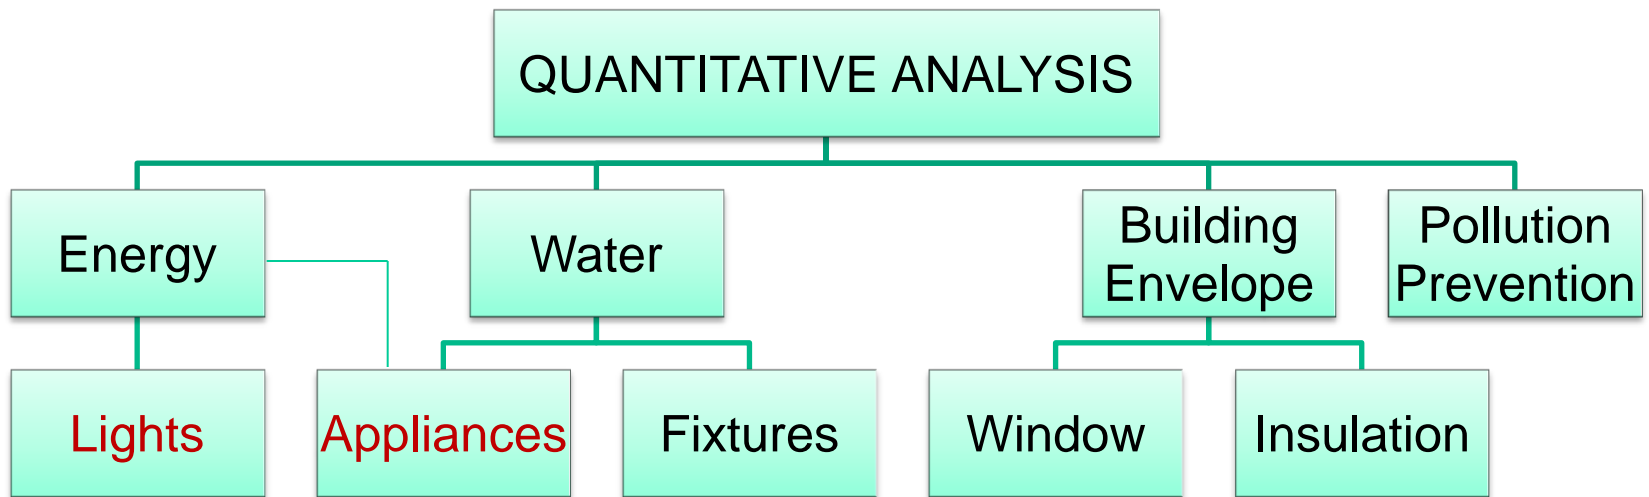 QUANTITATIVE ANALYSIS
Energy
Water
Building
Envelope
Pollution
Prevention
Lights
Appliances
Fixtures
Window
Insulation